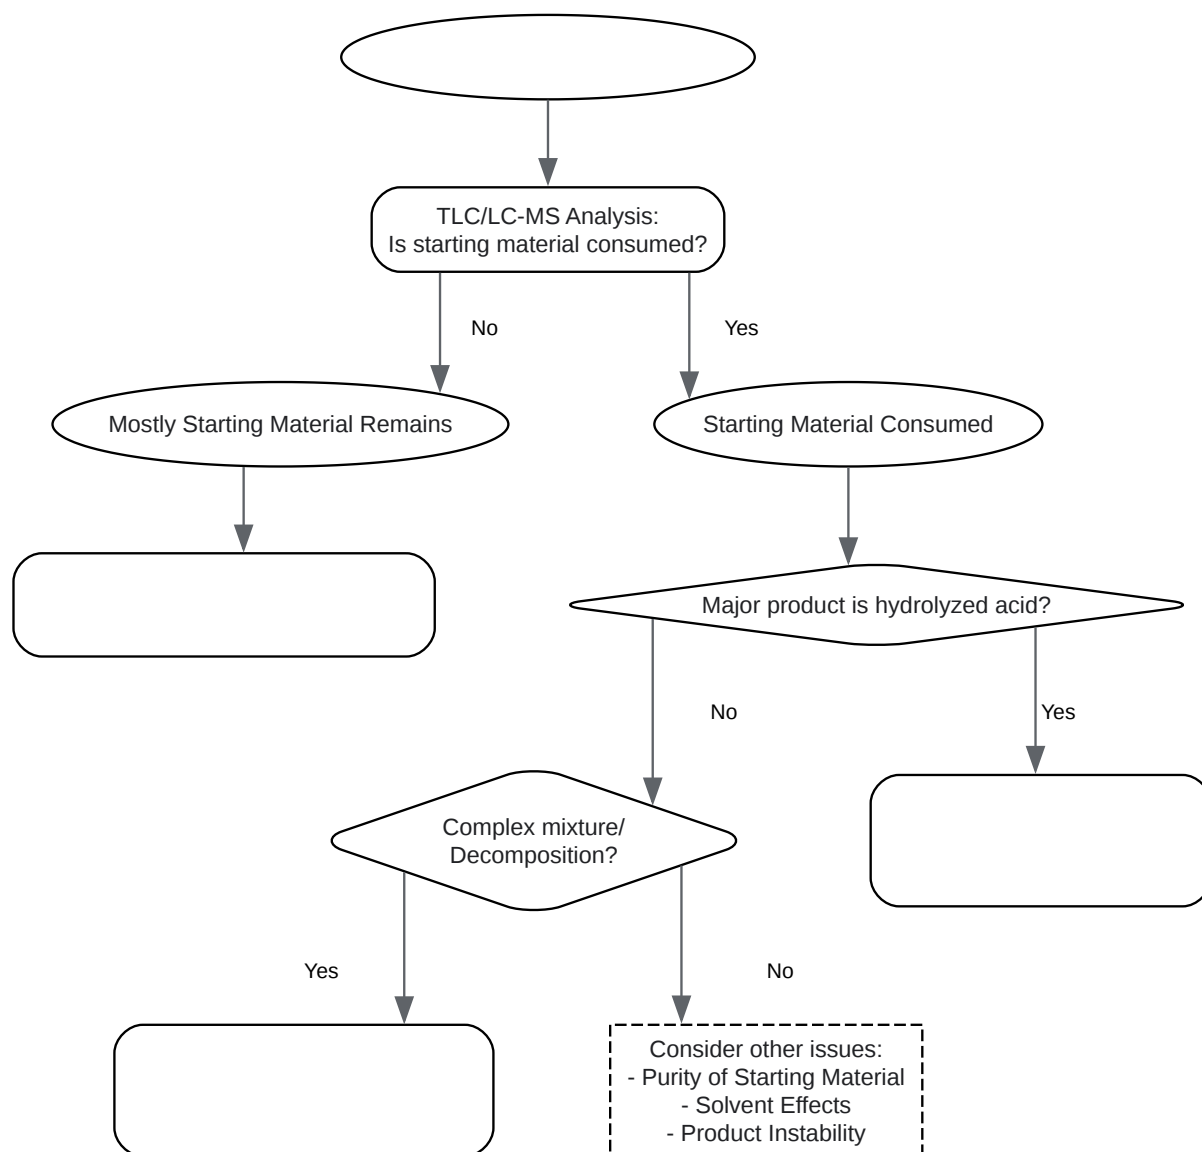 TLC/LC-MS Analysis:
Is starting material consumed?
No
Yes
Mostly Starting Material Remains
Starting Material Consumed
Major product is hydrolyzed acid?
No
Yes
Complex mixture/
Decomposition?
Yes
No
Consider other issues:
- Purity of Starting Material
- Solvent Effects
- Product Instability